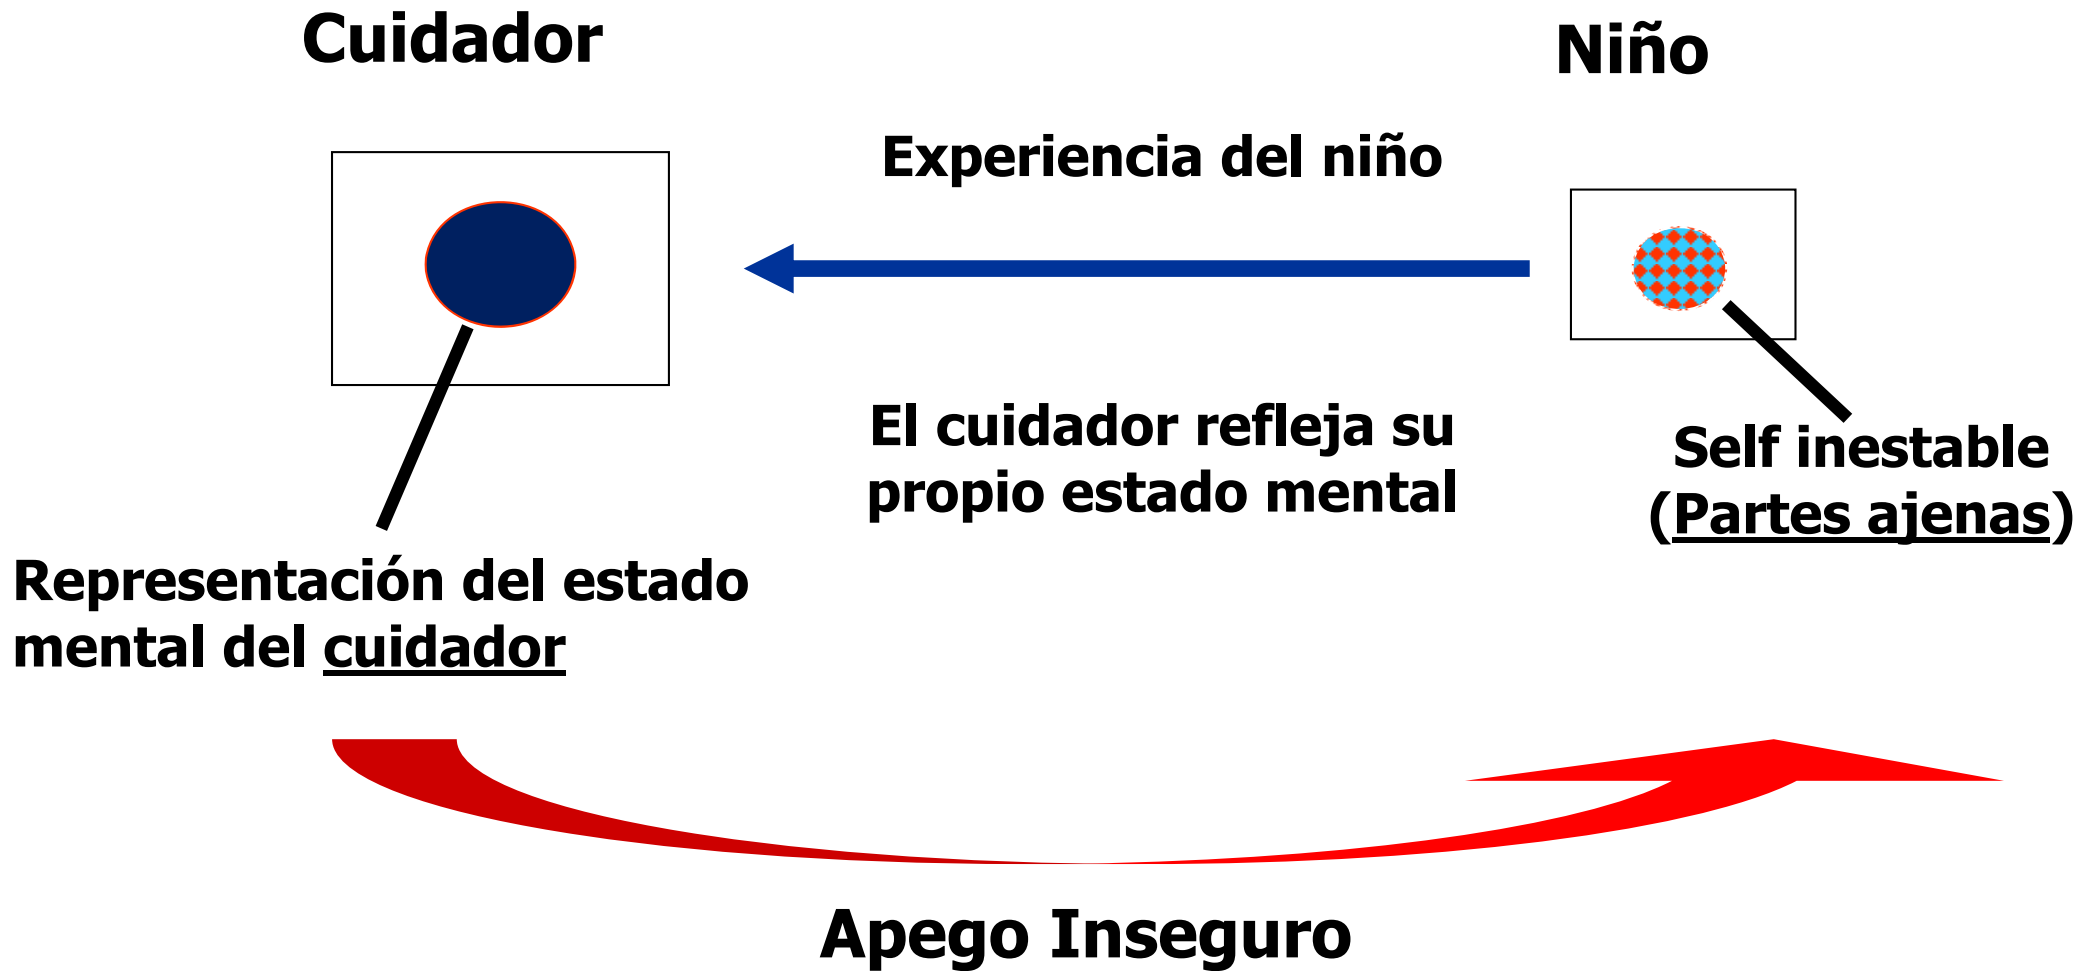 Cuidador
Niño
Experiencia del niño
El cuidador refleja su
propio estado mental
Self inestable
(Partes ajenas)
Representación del estado
mental del cuidador
Apego Inseguro